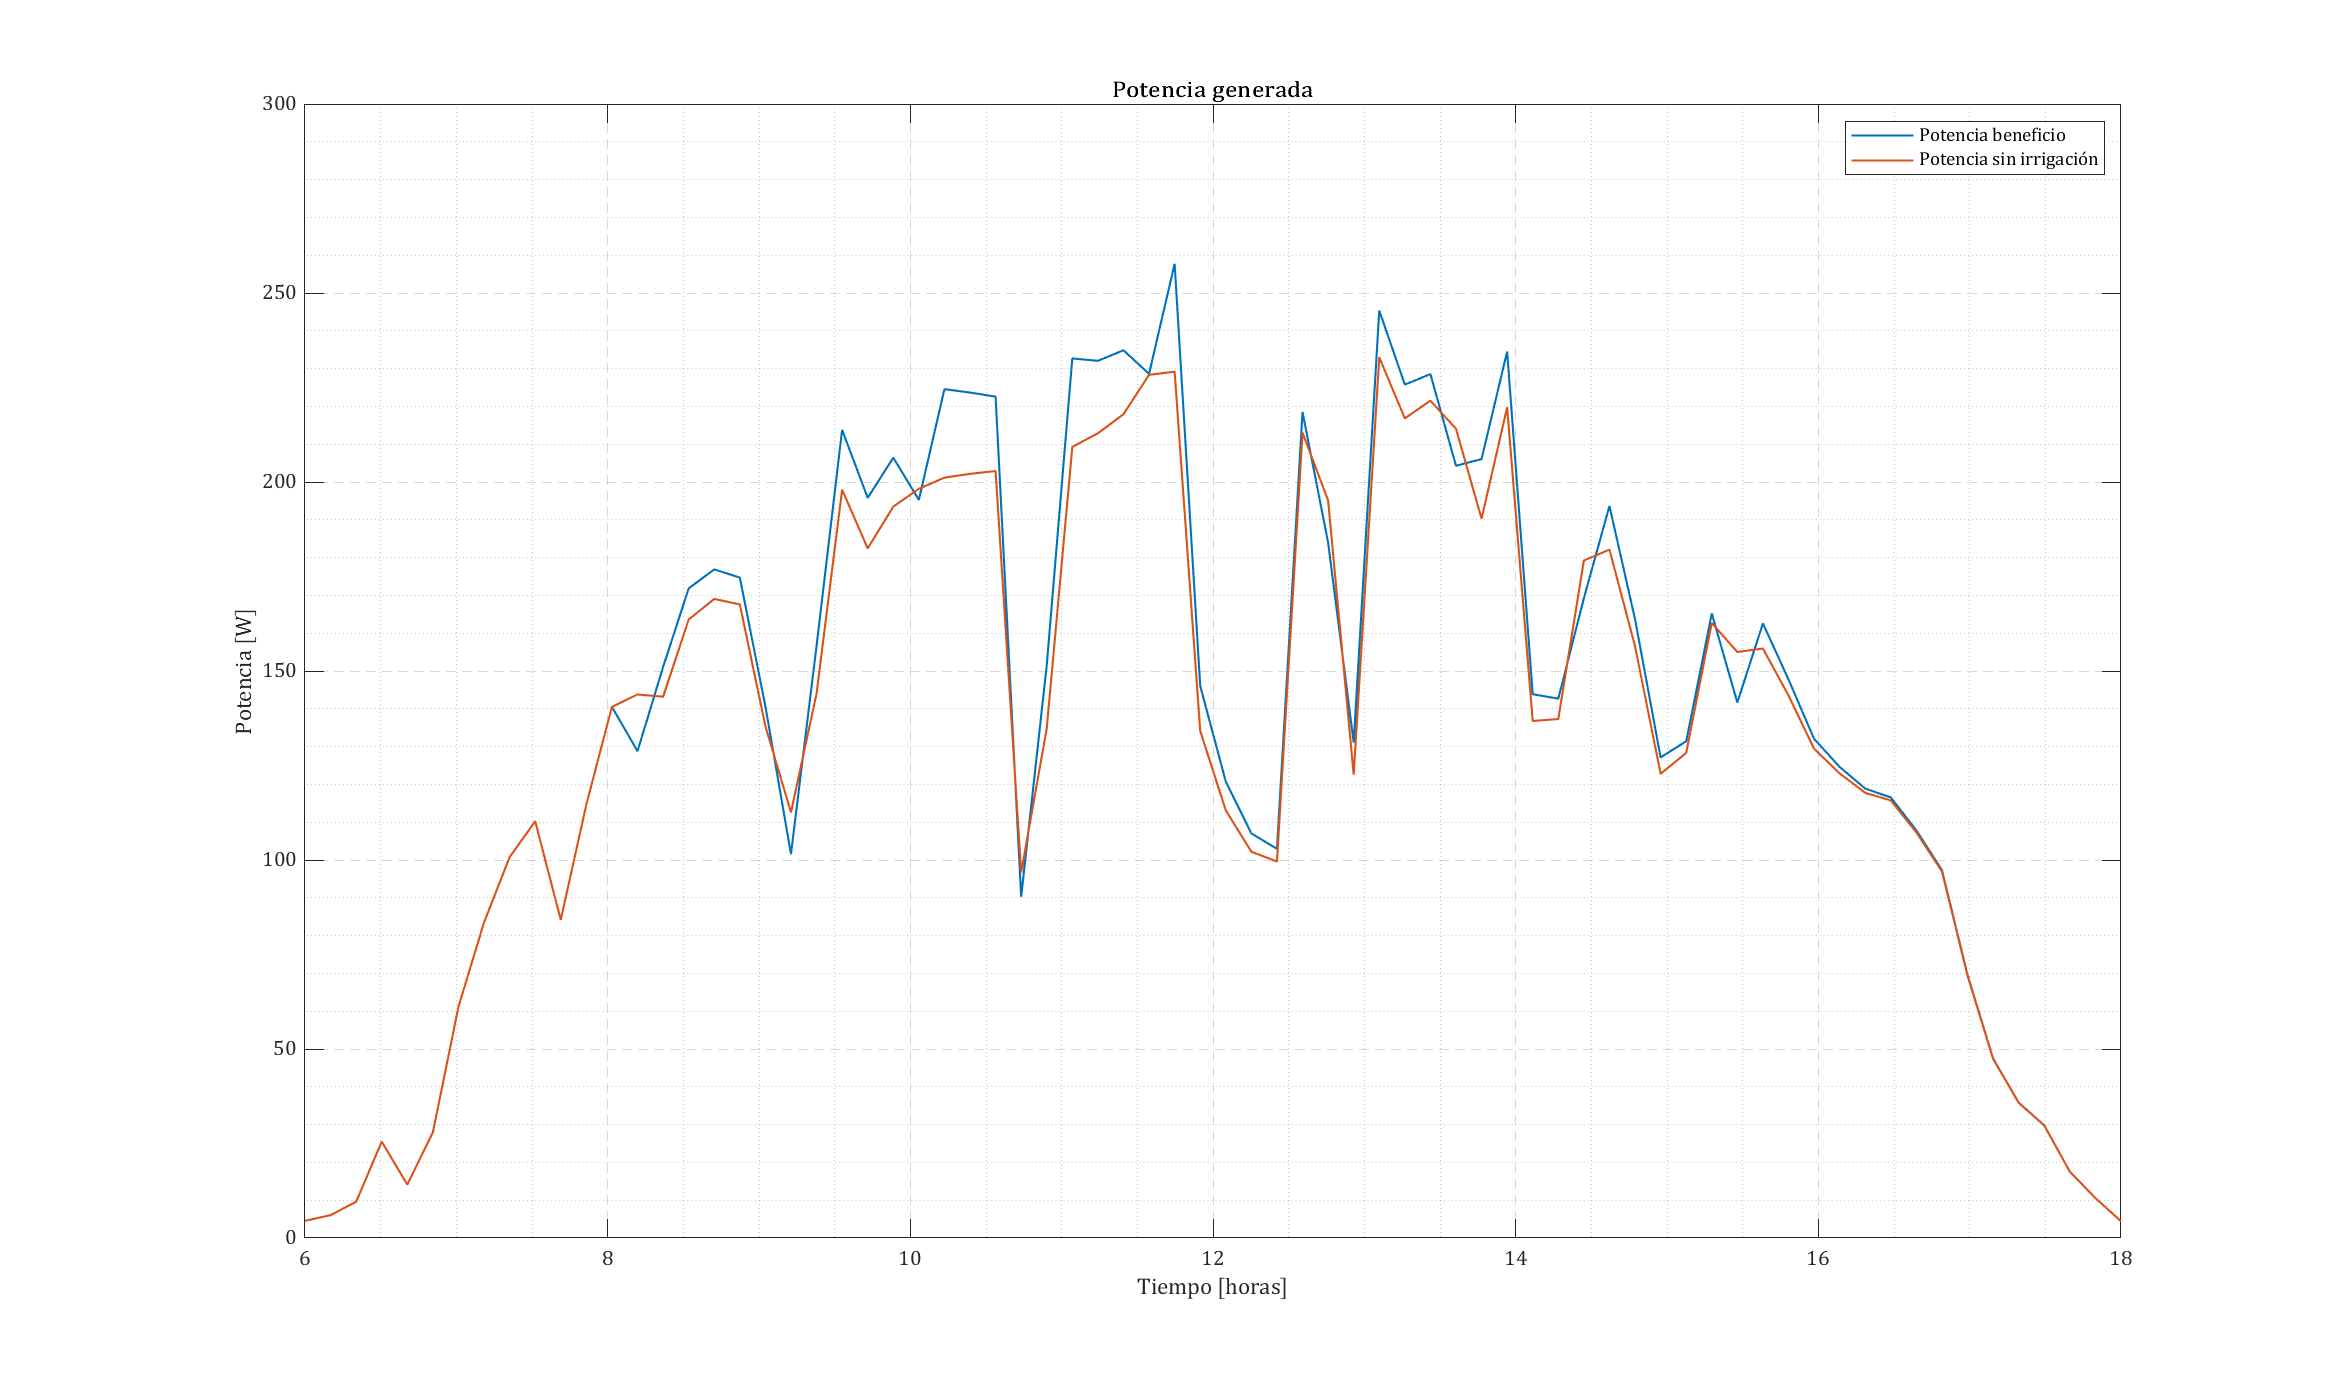 Potencia generada
300
250
200
150
100
50
0
Potencia [W]
Potencia beneficio
Potencia sin irrigación
6 8 10 12 14 16 18
Tiempo [horas]